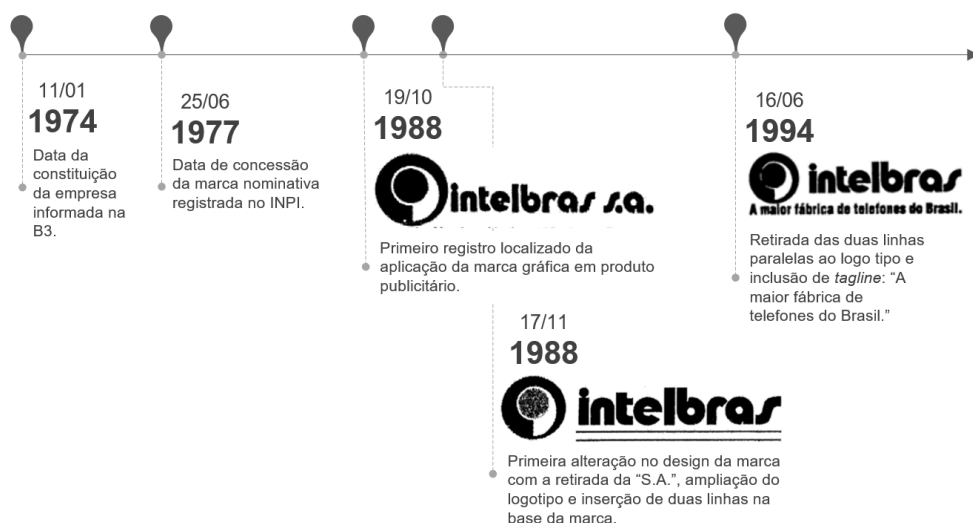 11/01
1974
Data da
constituição
da empresa
informada na
B3.
25/06
1977
Data de concessão
da marca nominativa
registrada no INPI.
19/10
1988
intelbras s.a.
Primeiro registro localizado da
aplicação da marca gráfica em produto
publicitário.
17/11
1988
intelbras
Primeira alteração no design da marca
com a retirada da “S.A.”, ampliação do
logotipo e inserção de duas linhas na
base da marca.
16/06
1994
intelbras
A maior fábrica de telefones do Brasil.
Retirada das duas linhas
paralelas ao logo tipo e
inclusão de tagline: “A
maior fábrica de
telefones do Brasil.”